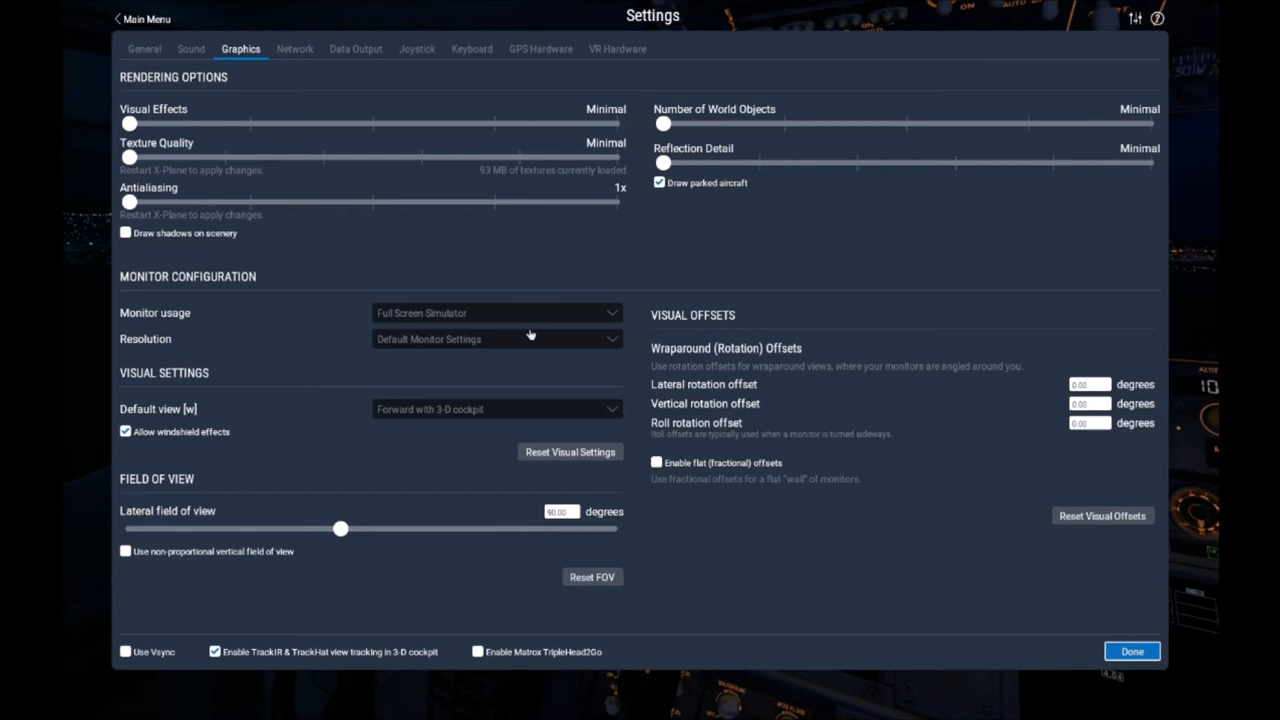 Main Menu
Settings
General Sound Graphics Network Data Output Joystick Keyboard GPS Hardware VR Hardware
RENDERING OPTIONS
Visual Effects Minimal
Texture Quality Minimal
Restart X-Plane to apply changes. 93 MB of textures currently loaded
Antialiasing 1x
Restart X-Plane to apply changes.
Draw shadows on scenery
Number of World Objects Minimal
Reflection Detail Minimal
Draw parked aircraft
MONITOR CONFIGURATION
Monitor usage Full Screen Simulator
Resolution Default Monitor Settings
VISUAL SETTINGS
Default view [w] Forward with 3-D cockpit
Allow windshield effects
Reset Visual Settings
FIELD OF VIEW
Lateral field of view 90.00 degrees
Use non-proportional vertical field of view
Reset FOV
VISUAL OFFSETS
Wraparound (Rotation) Offsets
Use rotation offsets for wraparound views, where your monitors are angled around you.
Lateral rotation offset 0.00 degrees
Vertical rotation offset 0.00 degrees
Roll rotation offset 0.00 degrees
Roll offsets are typically used when a monitor is turned sideways.
Enable flat (fractional) offsets
Use fractional offsets for a flat "wall" of monitors.
Reset Visual Offsets
Use Vsync Enable TrackIR & TrackHat view tracking in 3-D cockpit Enable Matrox TripleHead2Go
Done